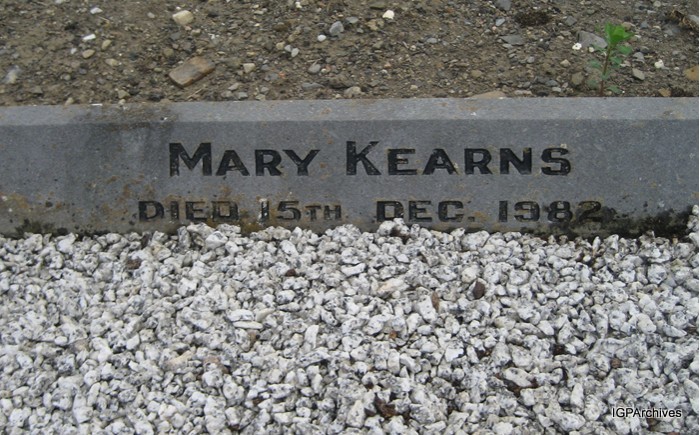 MARY KEARNS
DIED 15TH DEC. 1982
IGPArchives